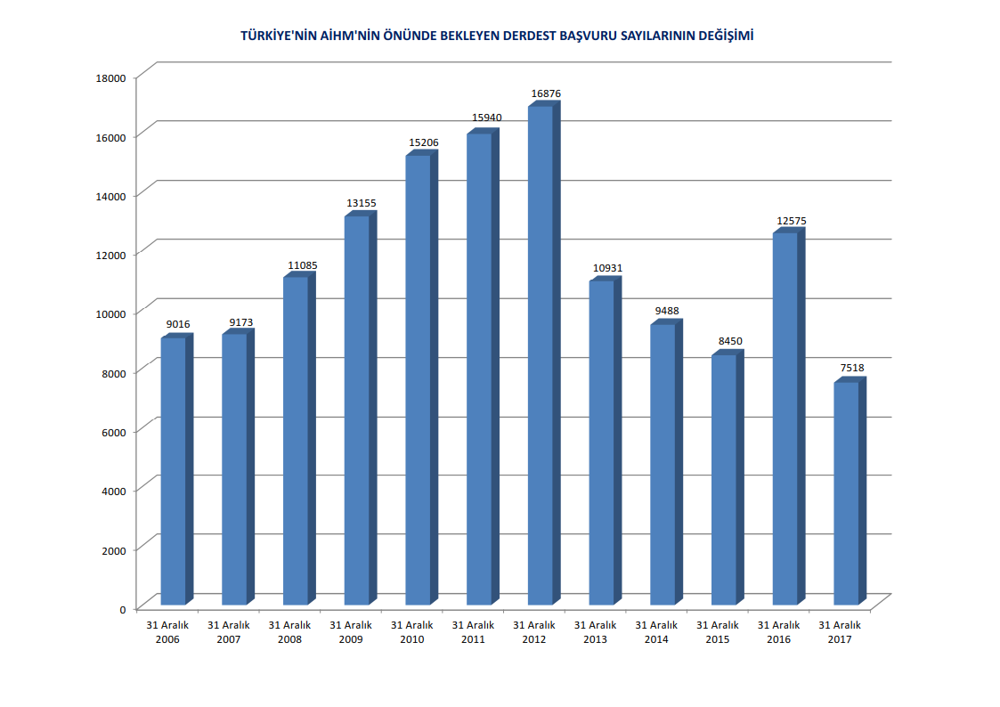 TÜRKİYE'NİN AİHM'NİN ÖNÜNDE BEKLEYEN DERDEST BAŞVURU SAYILARININ DEĞİŞİMİ
18000
16000
14000
12000
10000
8000
6000
4000
2000
0
9016
9173
11085
13155
15206
15940
16876
10931
9488
8450
12575
7518
31 Aralık
2006
31 Aralık
2007
31 Aralık
2008
31 Aralık
2009
31 Aralık
2010
31 Aralık
2011
31 Aralık
2012
31 Aralık
2013
31 Aralık
2014
31 Aralık
2015
31 Aralık
2016
31 Aralık
2017